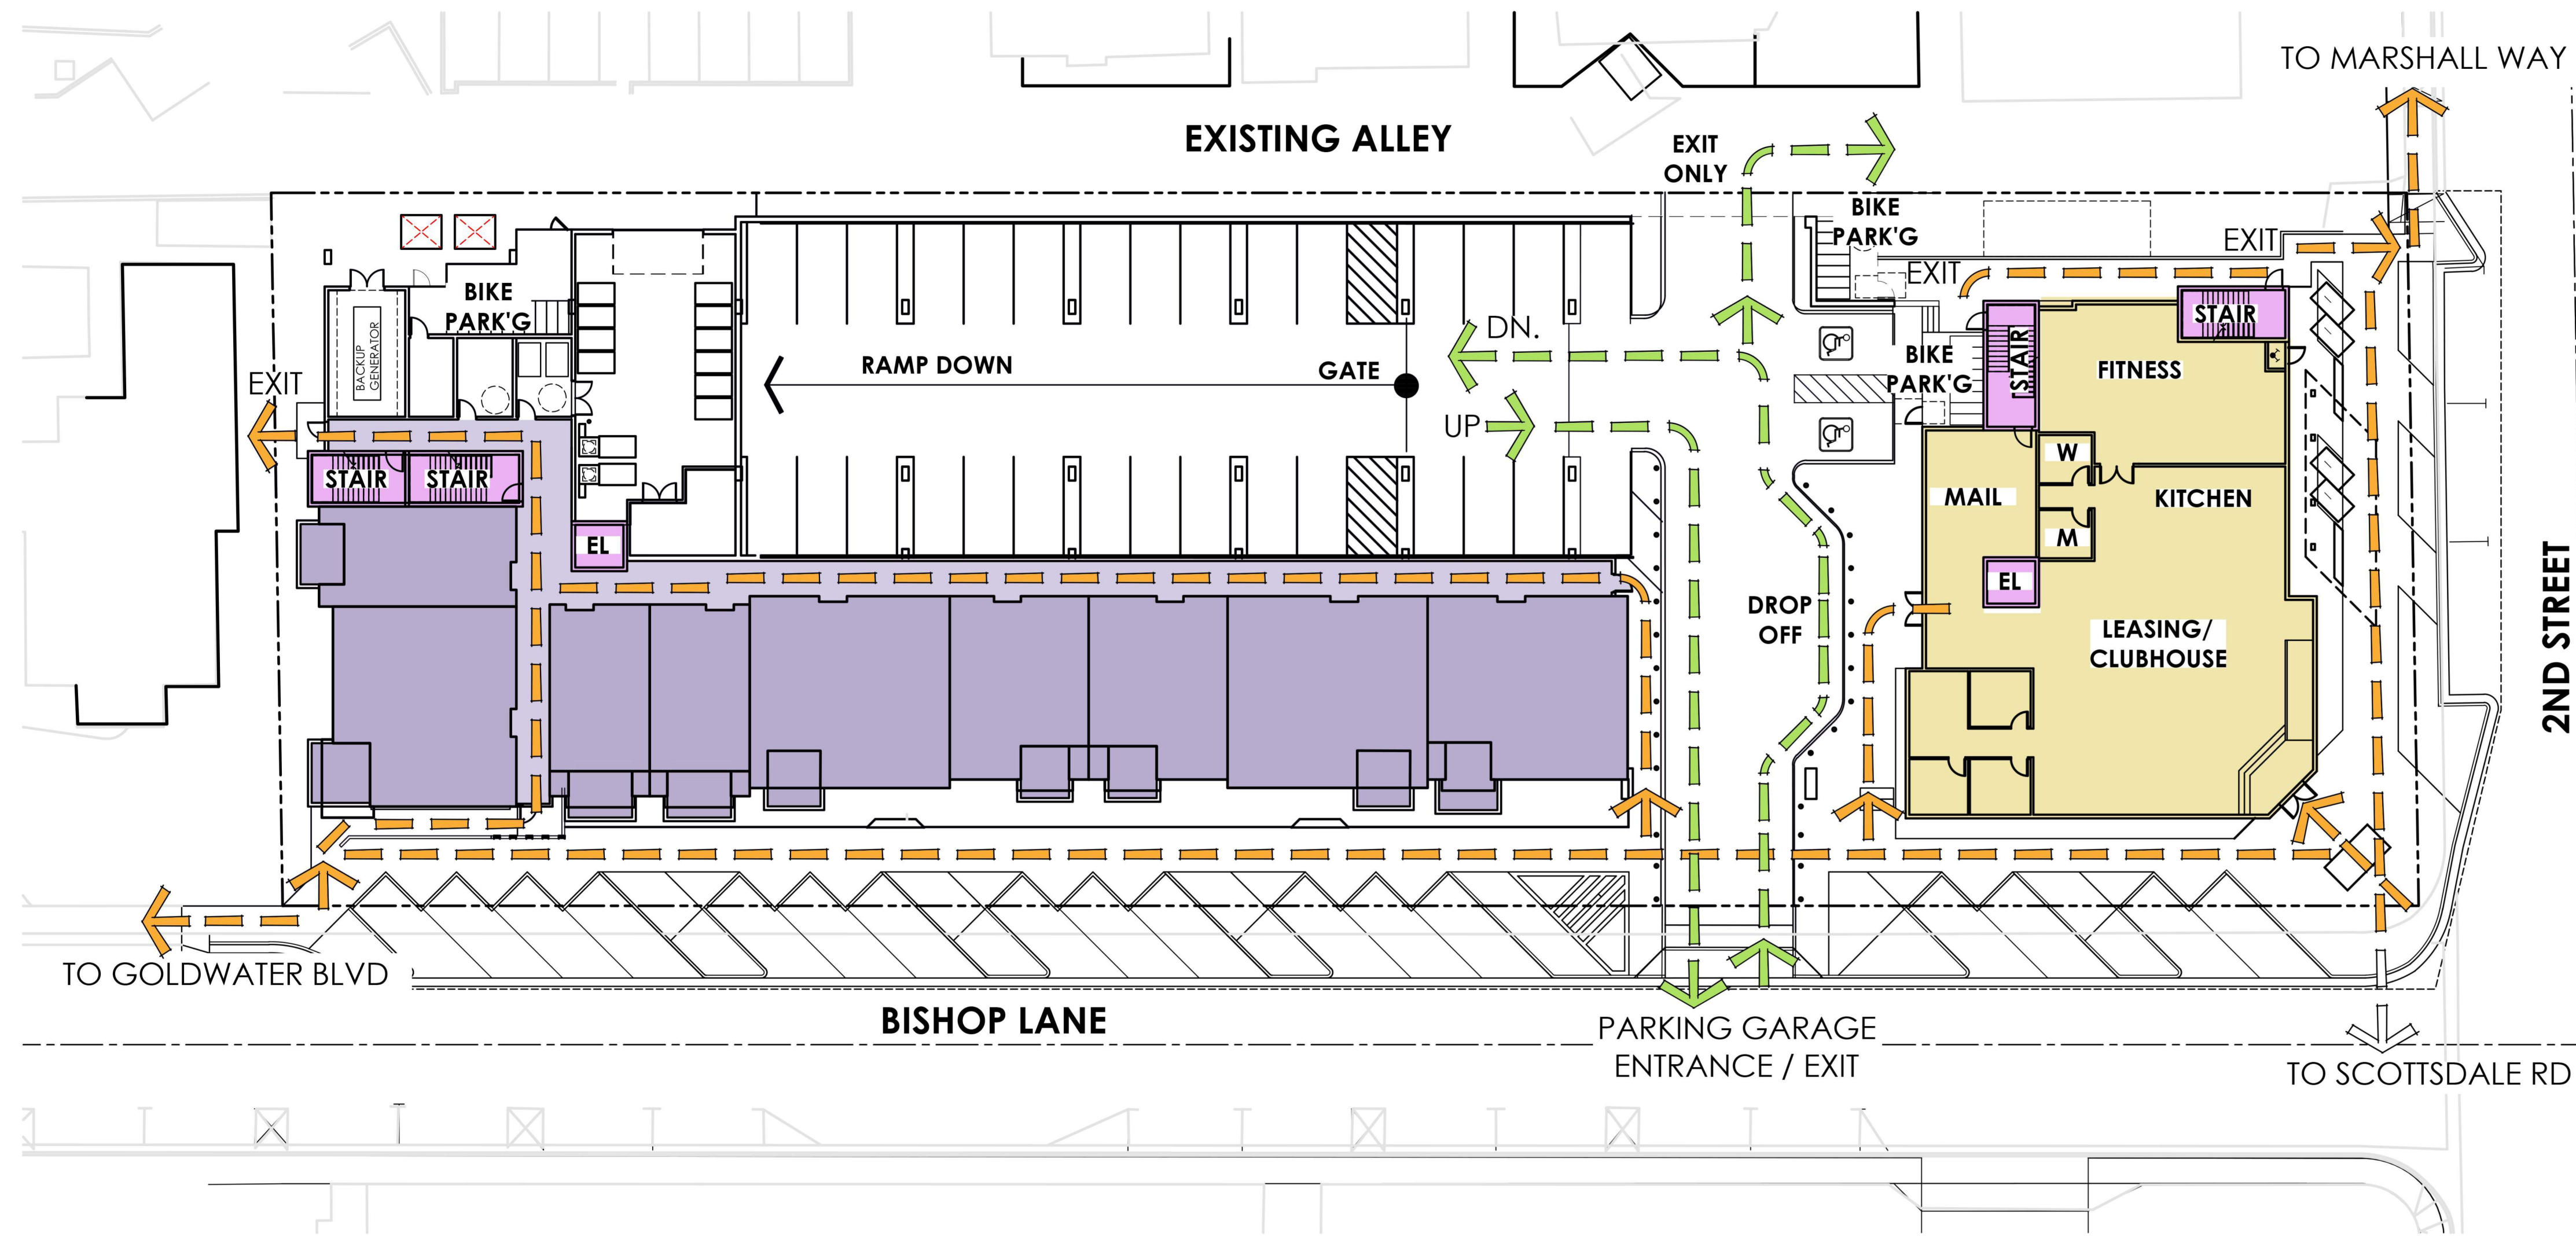 TO MARSHALL WAY
EXISTING ALLEY
EXIT
ONLY
BIKE
PARK'G
EXIT
EXIT
BIKE
PARK'G
BACKUP
GENERATOR
STAIR
DN.
RAMP DOWN
GATE
BIKE
PARK'G
STAIR
FITNESS
EXIT
UP
STAIR
STAIR
W
MAIL
KITCHEN
EL
M
EL
DROP
OFF
LEASING/
CLUBHOUSE
2ND STREET
TO GOLDWATER BLVD
BISHOP LANE
PARKING GARAGE
ENTRANCE / EXIT
TO SCOTTSDALE RD